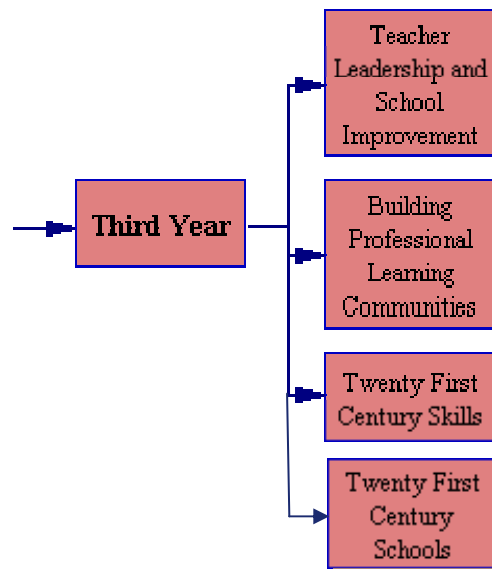 Teacher
Leadership and
School
Improvement
Third Year
Building
Professional
Learning
Communities
Twenty First
Century Skills
Twenty First
Century
Schools